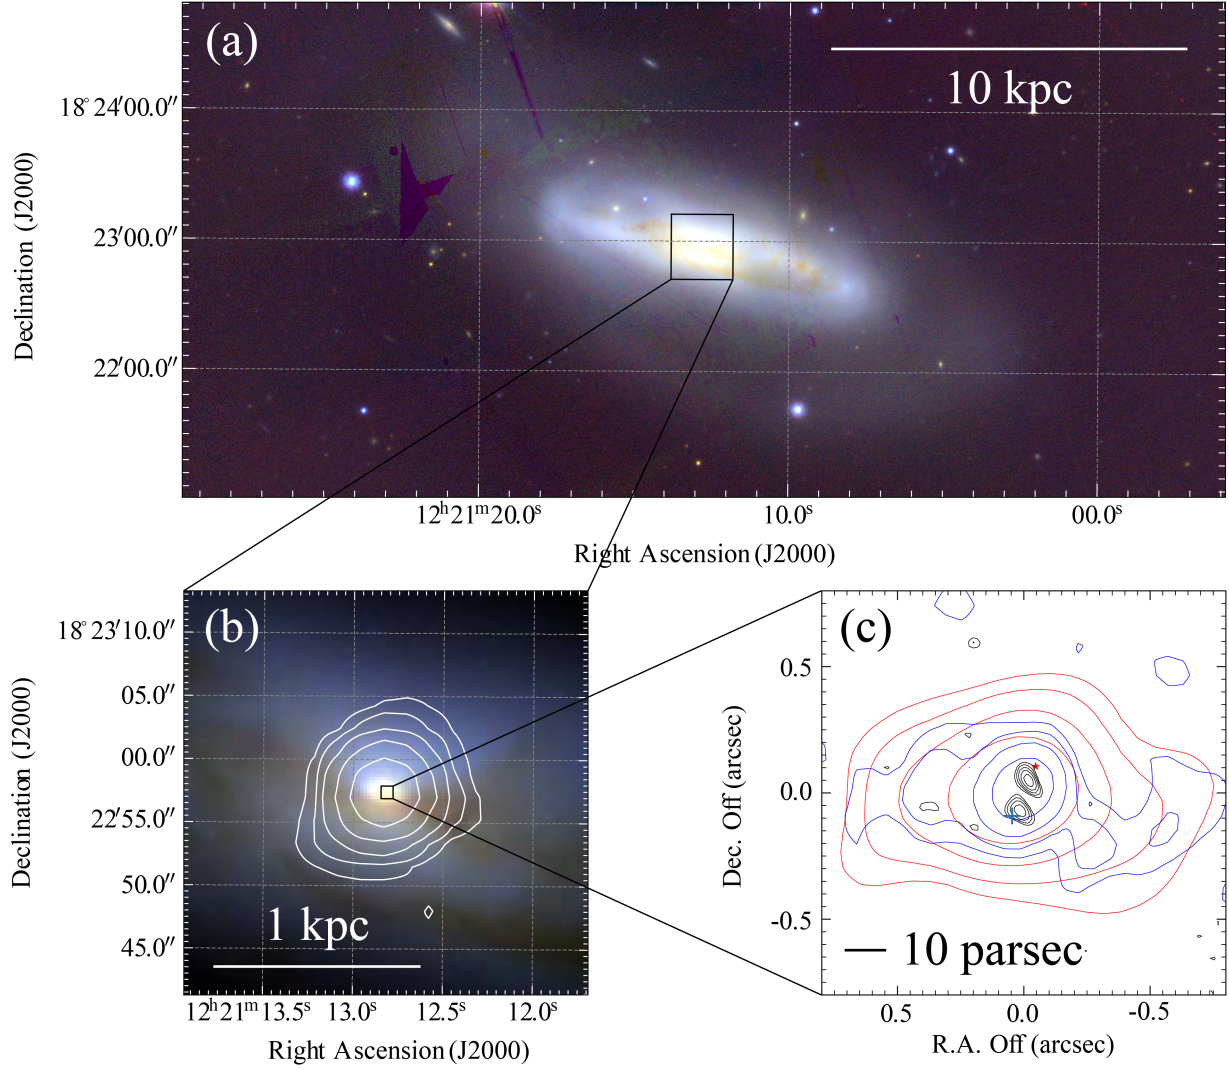 (a)
10 kpc
18°24′00.0″
23′00.0″
22′00.0″
Declination (J2000)
12ʰ21ᵐ20.0ˢ 10.0ˢ 00.0ˢ
Right Ascension (J2000)
(b)
18°23′10.0″
05.0″
00.0″
22′55.0″
50.0″
45.0″
Declination (J2000)
1 kpc
12ʰ21ᵐ13.5ˢ 13.0ˢ 12.5ˢ 12.0ˢ
Right Ascension (J2000)
(c)
0.5
0.0
-0.5
Dec. Off (arcsec)
10 parsec
0.5 0.0 -0.5
R.A. Off (arcsec)